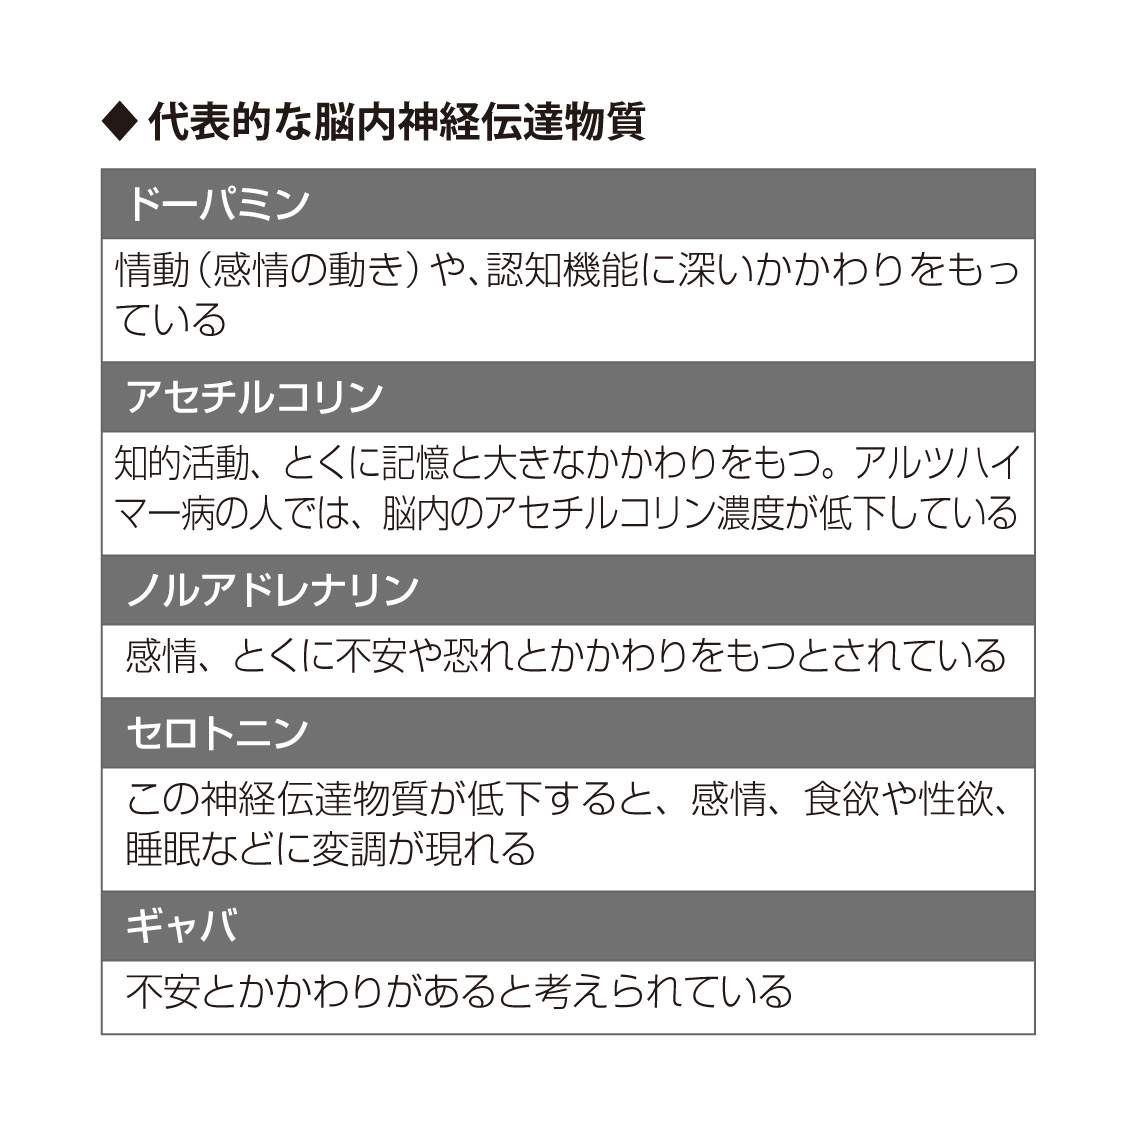 ◆ 代表的な脳内神経伝達物質
ドーパミン
情動（感情の動き）や、認知機能に深いかかわりをもっ
ている
アセチルコリン
知的活動、とくに記憶と大きなかかわりをもつ。アルツハイ
マー病の人では、脳内のアセチルコリン濃度が低下している
ノルアドレナリン
感情、とくに不安や恐れとかかわりをもつとされている
セロトニン
この神経伝達物質が低下すると、感情、食欲や性欲、
睡眠などに変調が現れる
ギャバ
不安とかかわりがあると考えられている